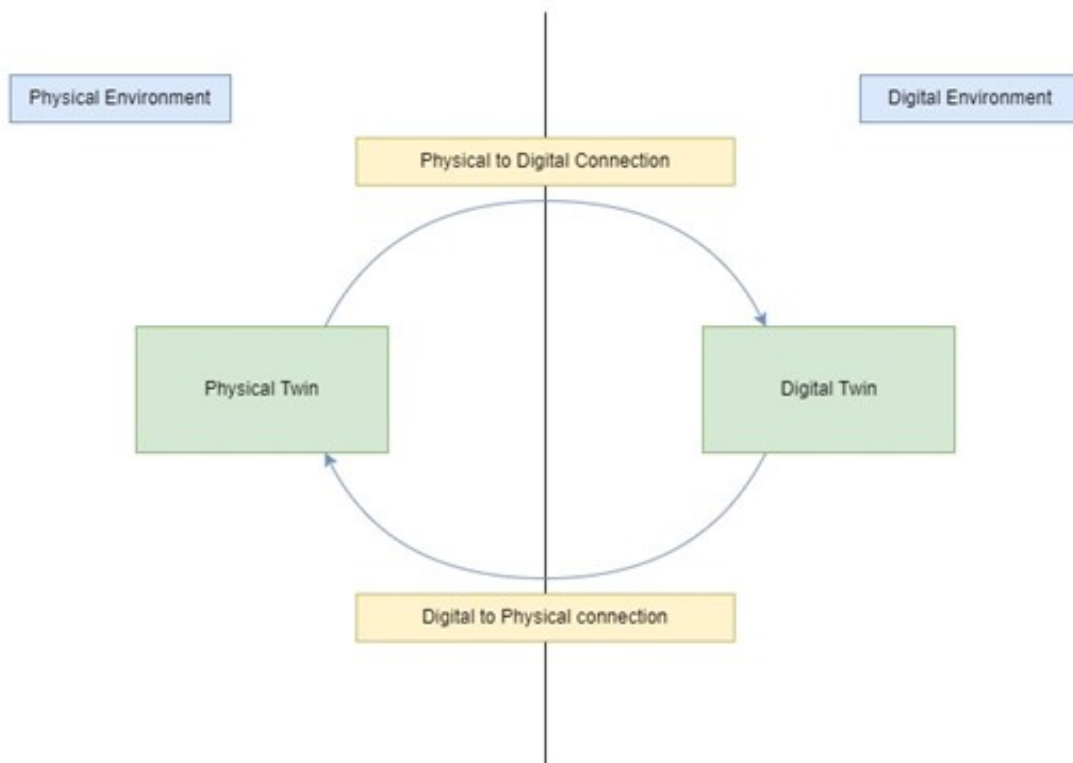 Physical Environment
Digital Environment
Physical to Digital Connection
Physical Twin
Digital Twin
Digital to Physical connection